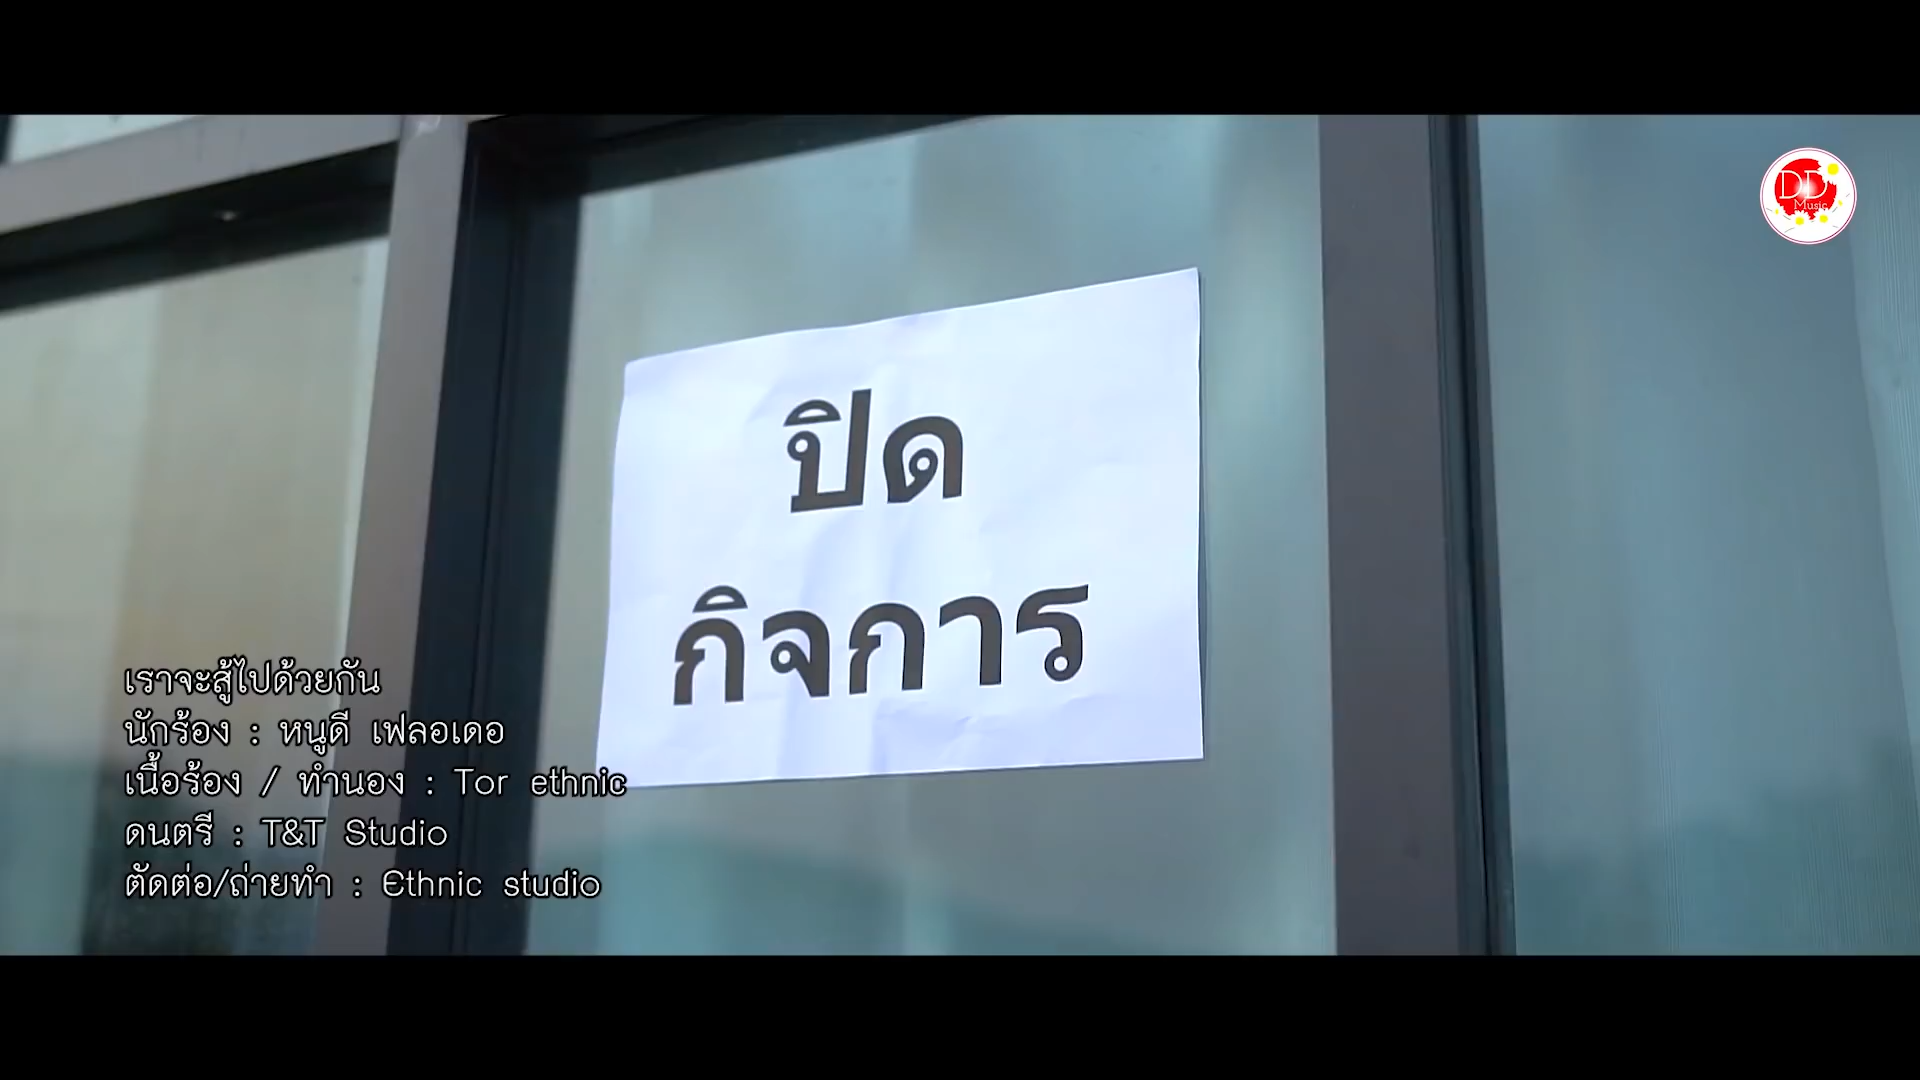 DD
Music
ปิด
กิจการ
เราจะสู้ไปด้วยกัน
นักร้อง : หนูดี เฟลอเดอ
เนื้อร้อง / ทำนอง : Tor ethnic
ดนตรี : T&T Studio
ตัดต่อ/ถ่ายทำ : Ethnic studio